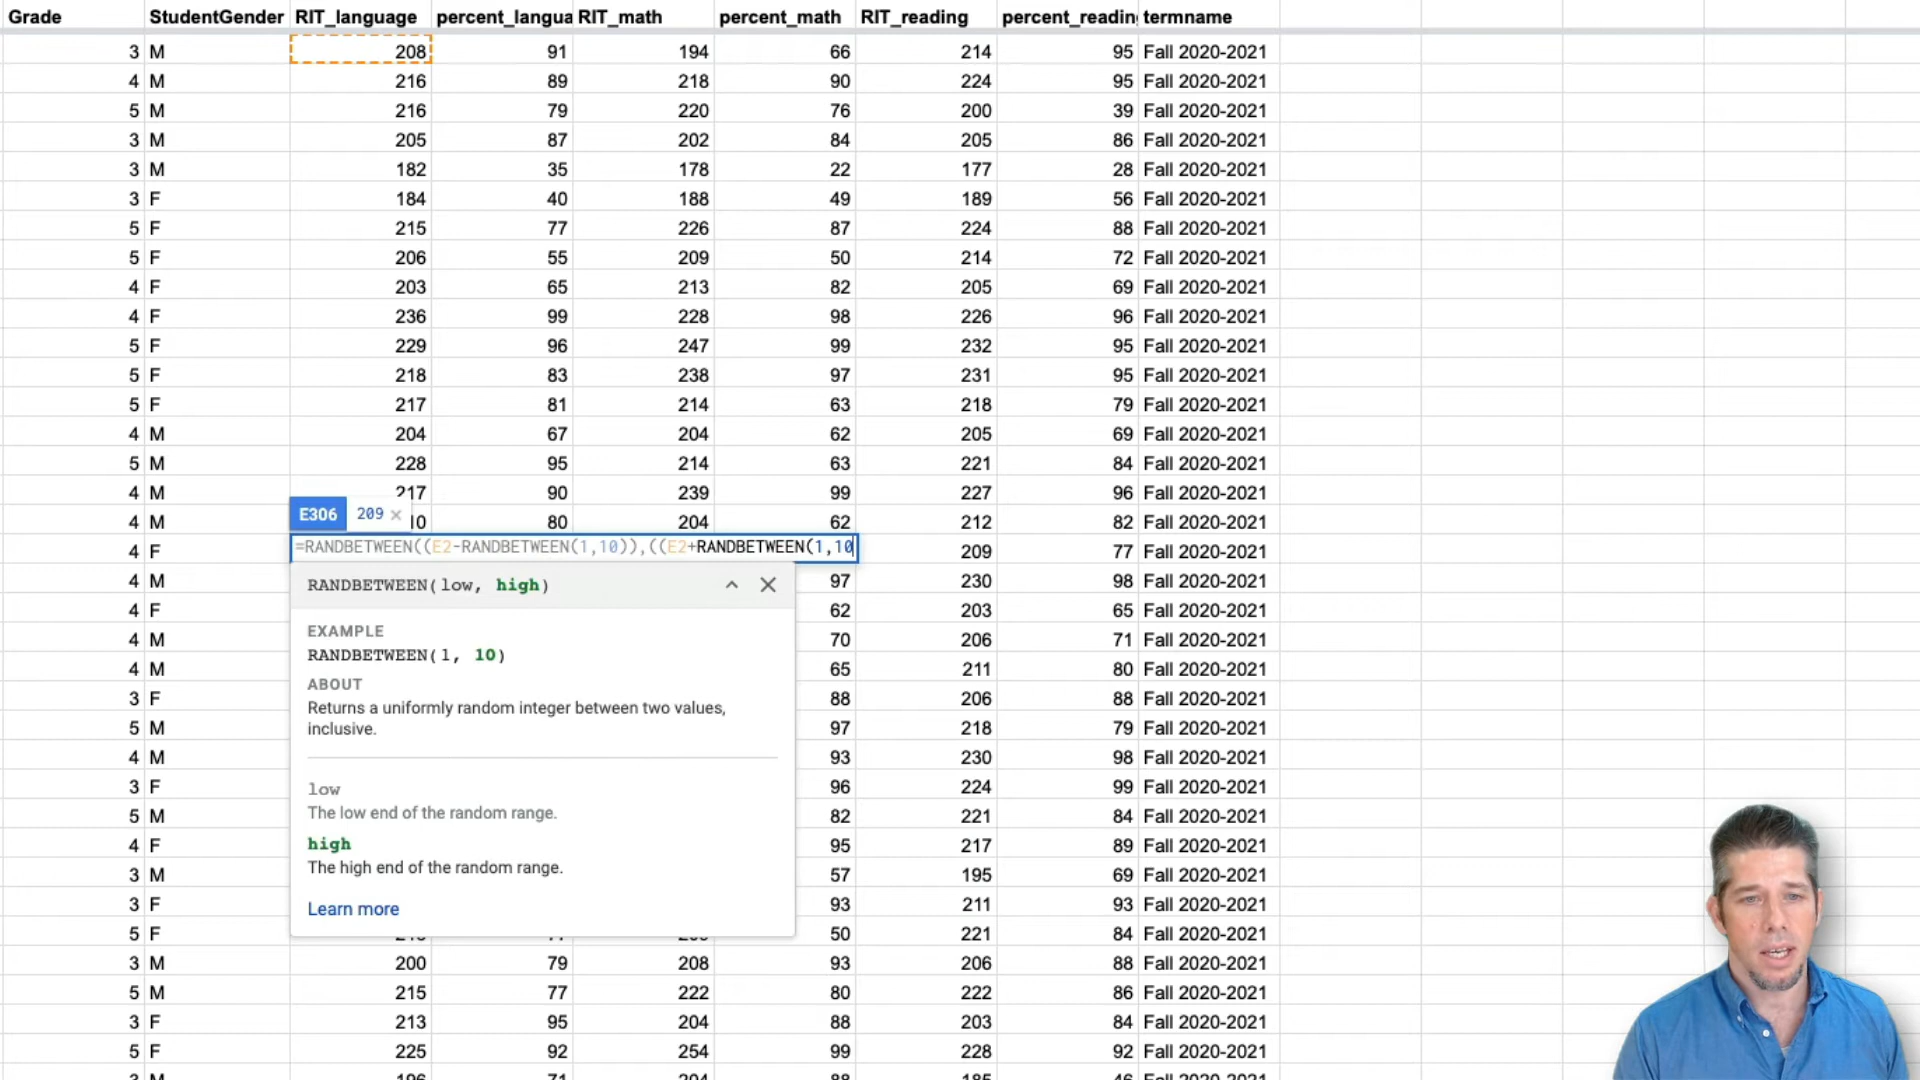 Grade StudentGender RIT_language percent_langua RIT_math percent_math RIT_reading percent_reading termname
3 M 208 91 194 66 214 95 Fall 2020-2021
4 M 216 89 218 90 224 95 Fall 2020-2021
5 M 216 79 220 76 200 39 Fall 2020-2021
3 M 205 87 202 84 205 86 Fall 2020-2021
3 M 182 35 178 22 177 28 Fall 2020-2021
3 F 184 40 188 49 189 56 Fall 2020-2021
5 F 215 77 226 87 224 88 Fall 2020-2021
5 F 206 55 209 50 214 72 Fall 2020-2021
4 F 203 65 213 82 205 69 Fall 2020-2021
4 F 236 99 228 98 226 96 Fall 2020-2021
5 F 229 96 247 99 232 95 Fall 2020-2021
5 F 218 83 238 97 231 95 Fall 2020-2021
5 F 217 81 214 63 218 79 Fall 2020-2021
4 M 204 67 204 62 205 69 Fall 2020-2021
5 M 228 95 214 63 221 84 Fall 2020-2021
4 M 217 90 239 99 227 96 Fall 2020-2021
E306 209 ×
4 M 10 80 204 62 212 82 Fall 2020-2021
4 F =RANDBETWEEN((E2-RANDBETWEEN(1,10)),((E2+RANDBETWEEN(1,10 209 77 Fall 2020-2021
4 M 97 230 98 Fall 2020-2021
4 F 62 203 65 Fall 2020-2021
4 M 70 206 71 Fall 2020-2021
4 M 65 211 80 Fall 2020-2021
3 F 88 206 88 Fall 2020-2021
5 M 97 218 79 Fall 2020-2021
4 M 93 230 98 Fall 2020-2021
3 F 96 224 99 Fall 2020-2021
5 M 82 221 84 Fall 2020-2021
4 F 95 217 89 Fall 2020-2021
3 M 57 195 69 Fall 2020-2021
3 F 93 211 93 Fall 2020-2021
5 F 50 221 84 Fall 2020-2021
RANDBETWEEN(low, high)
EXAMPLE
RANDBETWEEN(1, 10)
ABOUT
Returns a uniformly random integer between two values,
inclusive.
low
The low end of the random range.
high
The high end of the random range.
Learn more
3 M 200 79 208 93 206 88 Fall 2020-2021
5 M 215 77 222 80 222 86 Fall 2020-2021
3 F 213 95 204 88 203 84 Fall 2020-2021
5 F 225 92 254 99 228 92 Fall 2020-2021
3 M 196 71 204 88 185 46 Fall 2020-2021